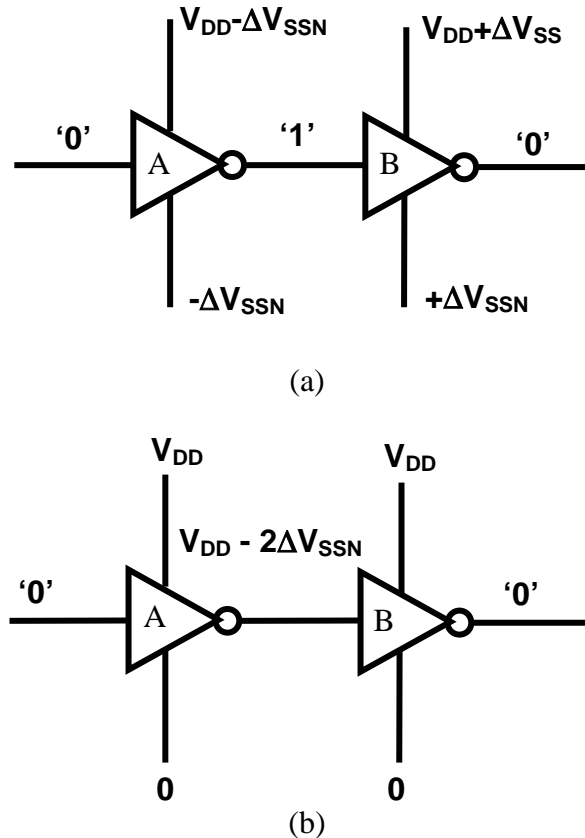 V_DD-ΔV_SSN V_DD+ΔV_SS
'0' A '1' B '0'
-ΔV_SSN +ΔV_SSN
(a)
V_DD V_DD
V_DD - 2ΔV_SSN
'0' A B '0'
0 0
(b)